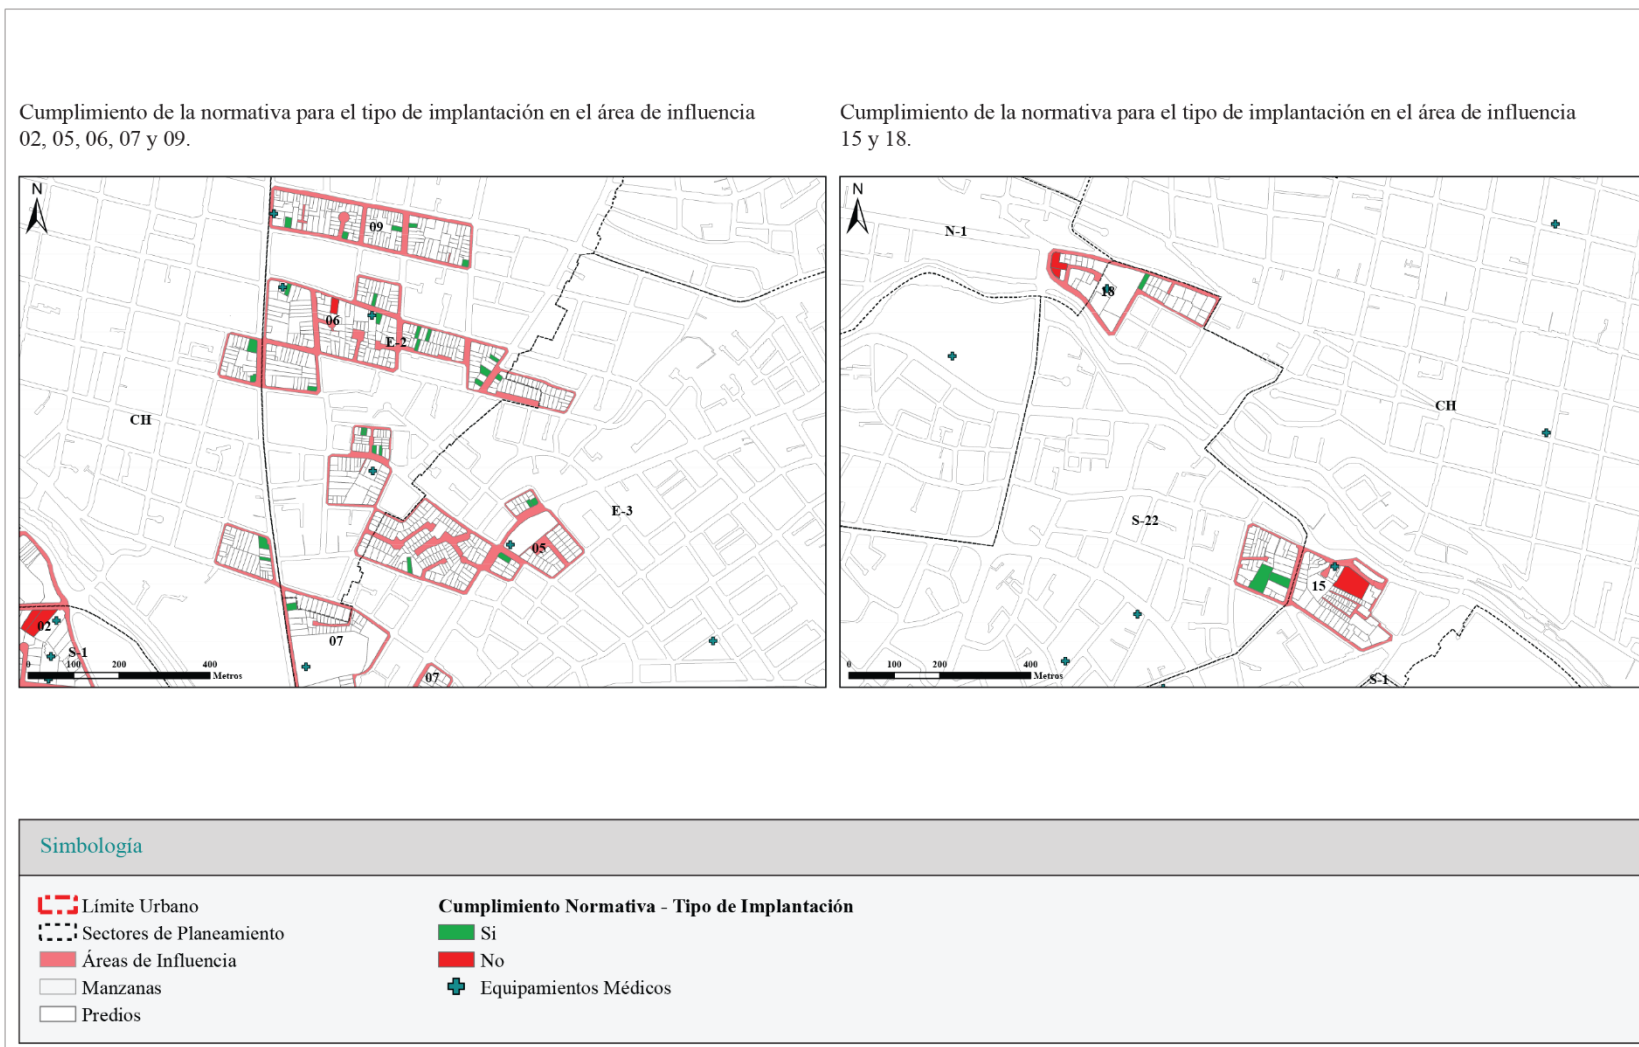 Cumplimiento de la normativa para el tipo de implantación en el área de influencia
02, 05, 06, 07 y 09.
Cumplimiento de la normativa para el tipo de implantación en el área de influencia
15 y 18.
N
09
06
E-2
CH
E-3
05
02
07
S-1
07
0 100 200 400
Metros
N
N-1
18
CH
S-22
15
S-1
0 100 200 400
Metros
Simbología
Límite Urbano
Sectores de Planeamiento
Áreas de Influencia
Manzanas
Predios
Cumplimiento Normativa - Tipo de Implantación
Si
No
Equipamientos Médicos